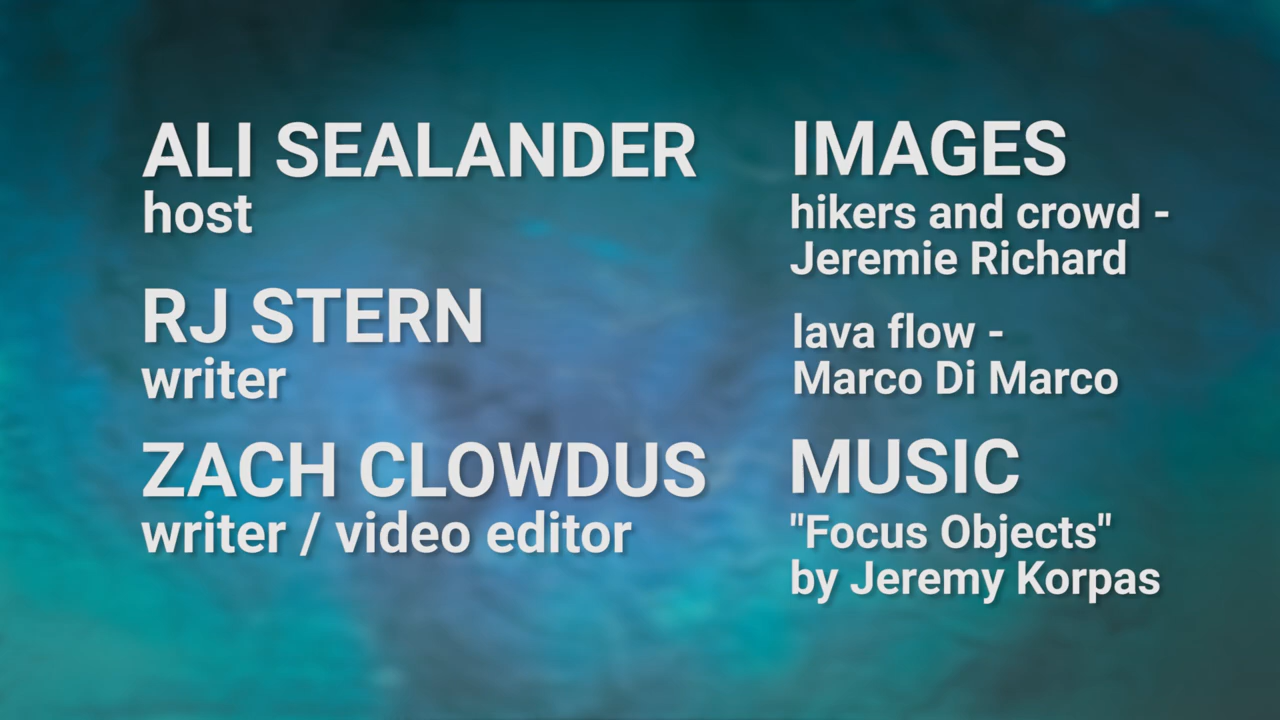 ALI SEALANDER
host
RJ STERN
writer
ZACH CLOWDUS
writer / video editor
IMAGES
hikers and crowd -
Jeremie Richard
lava flow -
Marco Di Marco
MUSIC
"Focus Objects"
by Jeremy Korpas